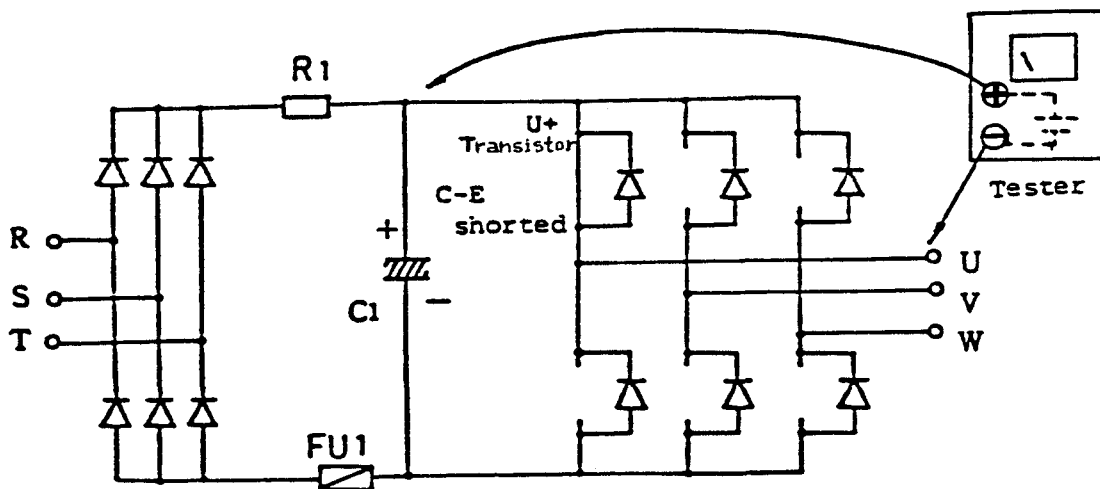 R1
U+
Transistor
C-E
shorted
Tester
R
S
T
+
C1
−
U
V
W
FU1